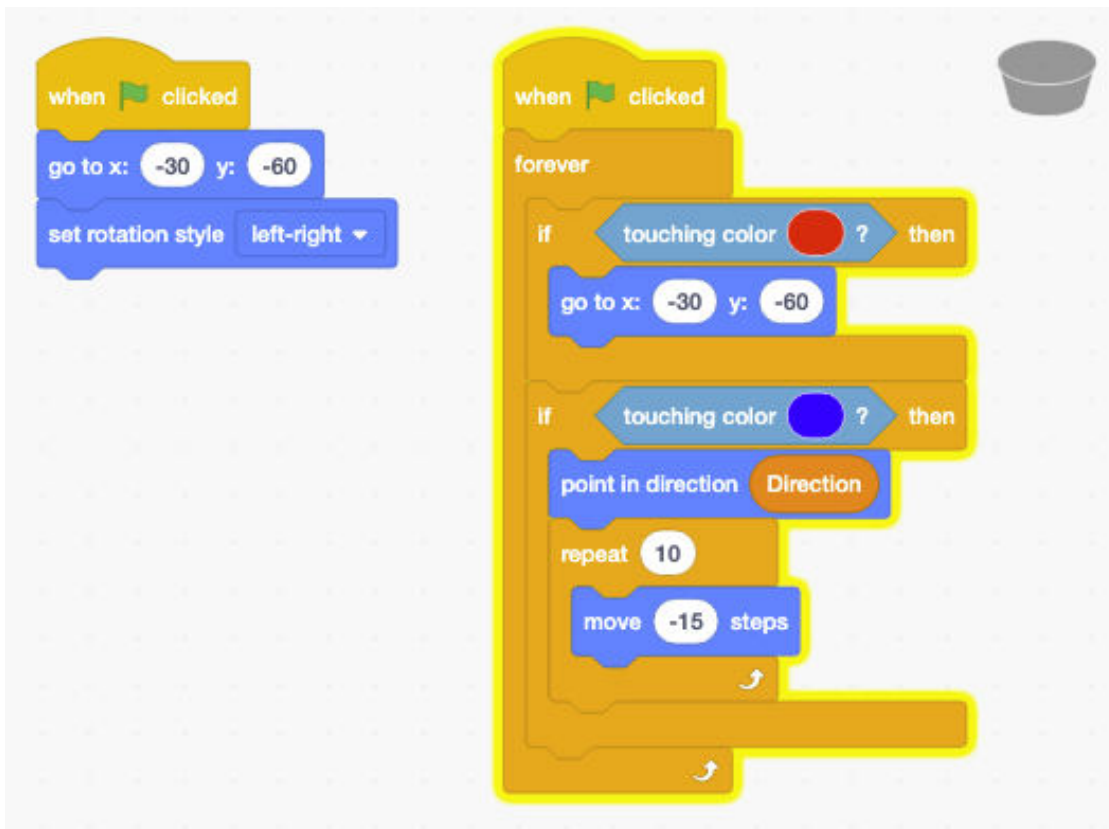 when clicked
go to x: -30 y: -60
set rotation style left-right
when clicked
forever
if touching color ? then
go to x: -30 y: -60
if touching color ? then
point in direction Direction
repeat 10
move -15 steps